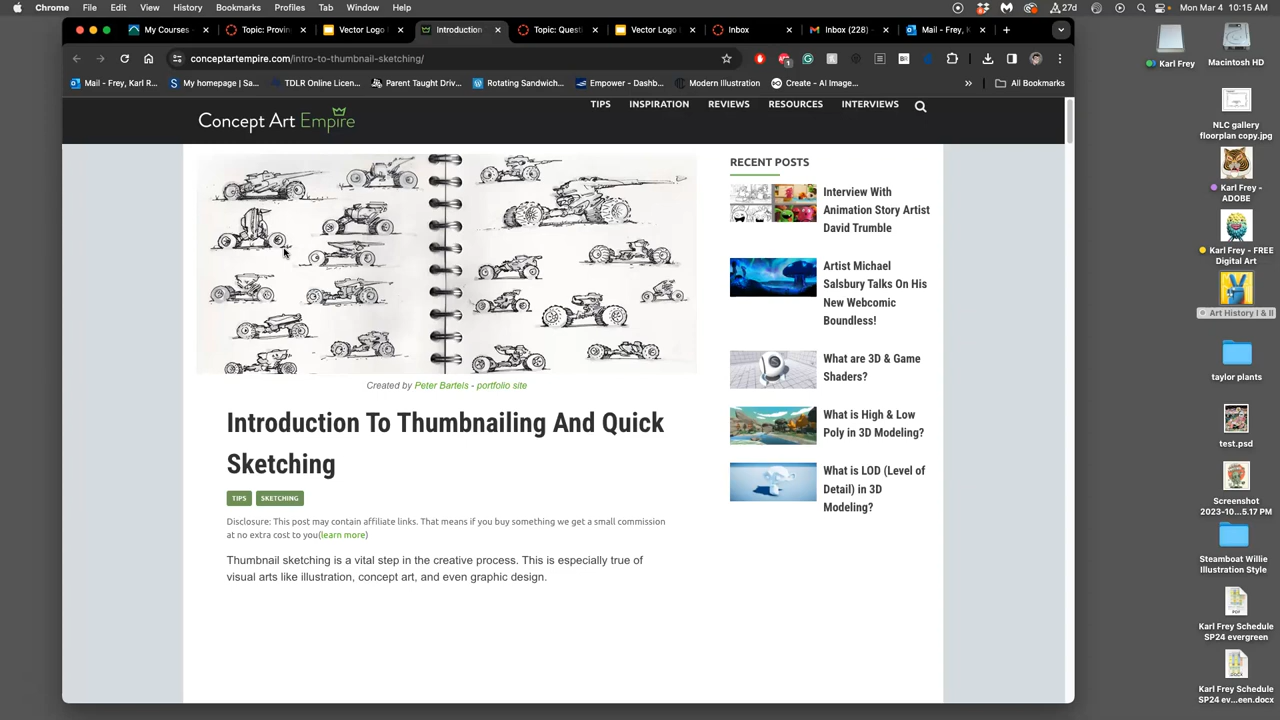 Chrome File Edit View History Bookmarks Profiles Tab Window Help
27d
Mon Mar 4 10:15 AM
My Courses -
Topic: Provin
Vector Logo
Introduction
Topic: Questi
Vector Logo
Inbox
Inbox (228) -
Mail - Frey, K
conceptartempire.com/intro-to-thumbnail-sketching/
Mail - Frey, Karl R...
My homepage | Sa...
TDLR Online Licen...
Parent Taught Driv...
Rotating Sandwich...
Empower - Dashb...
Modern Illustration
Create - AI Image...
All Bookmarks
Concept Art Empire
TIPS INSPIRATION REVIEWS RESOURCES INTERVIEWS
Created by Peter Bartels - portfolio site
Introduction To Thumbnailing And Quick
Sketching
TIPS SKETCHING
Disclosure: This post may contain affiliate links. That means if you buy something we get a small commission
at no extra cost to you(learn more)
Thumbnail sketching is a vital step in the creative process. This is especially true of
visual arts like illustration, concept art, and even graphic design.
RECENT POSTS
Interview With
Animation Story Artist
David Trumble
Artist Michael
Salsbury Talks On His
New Webcomic
Boundless!
What are 3D & Game
Shaders?
What is High & Low
Poly in 3D Modeling?
What is LOD (Level of
Detail) in 3D
Modeling?
Karl Frey
Macintosh HD
NLC gallery
floorplan copy.jpg
Karl Frey -
ADOBE
Karl Frey - FREE
Digital Art
Art History I & II
taylor plants
test.psd
Screenshot
2023-10...5.17 PM
Steamboat Willie
Illustration Style
PDF
Karl Frey Schedule
SP24 evergreen
Karl Frey Schedule
SP24 ev...een.docx